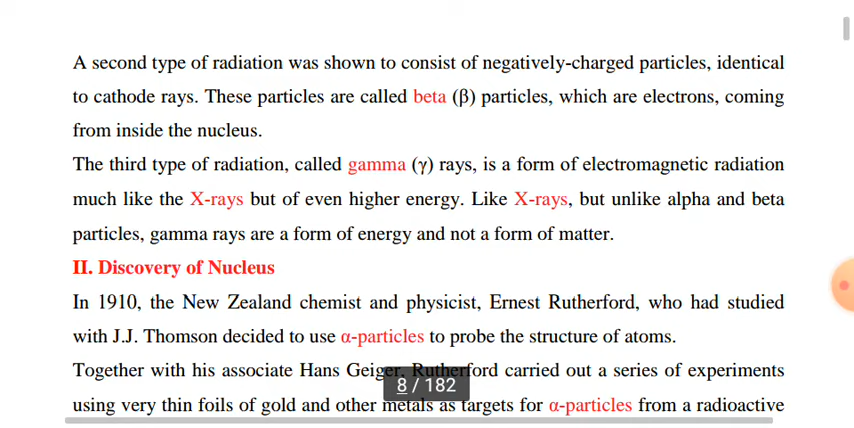 A second type of radiation was shown to consist of negatively-charged particles, identical
to cathode rays. These particles are called beta (β) particles, which are electrons, coming
from inside the nucleus.
The third type of radiation, called gamma (γ) rays, is a form of electromagnetic radiation
much like the X-rays but of even higher energy. Like X-rays, but unlike alpha and beta
particles, gamma rays are a form of energy and not a form of matter.
II. Discovery of Nucleus
In 1910, the New Zealand chemist and physicist, Ernest Rutherford, who had studied
with J.J. Thomson decided to use α-particles to probe the structure of atoms.
Together with his associate Hans Geiger, Rutherford carried out a series of experiments
8 / 182
using very thin foils of gold and other metals as targets for α-particles from a radioactive